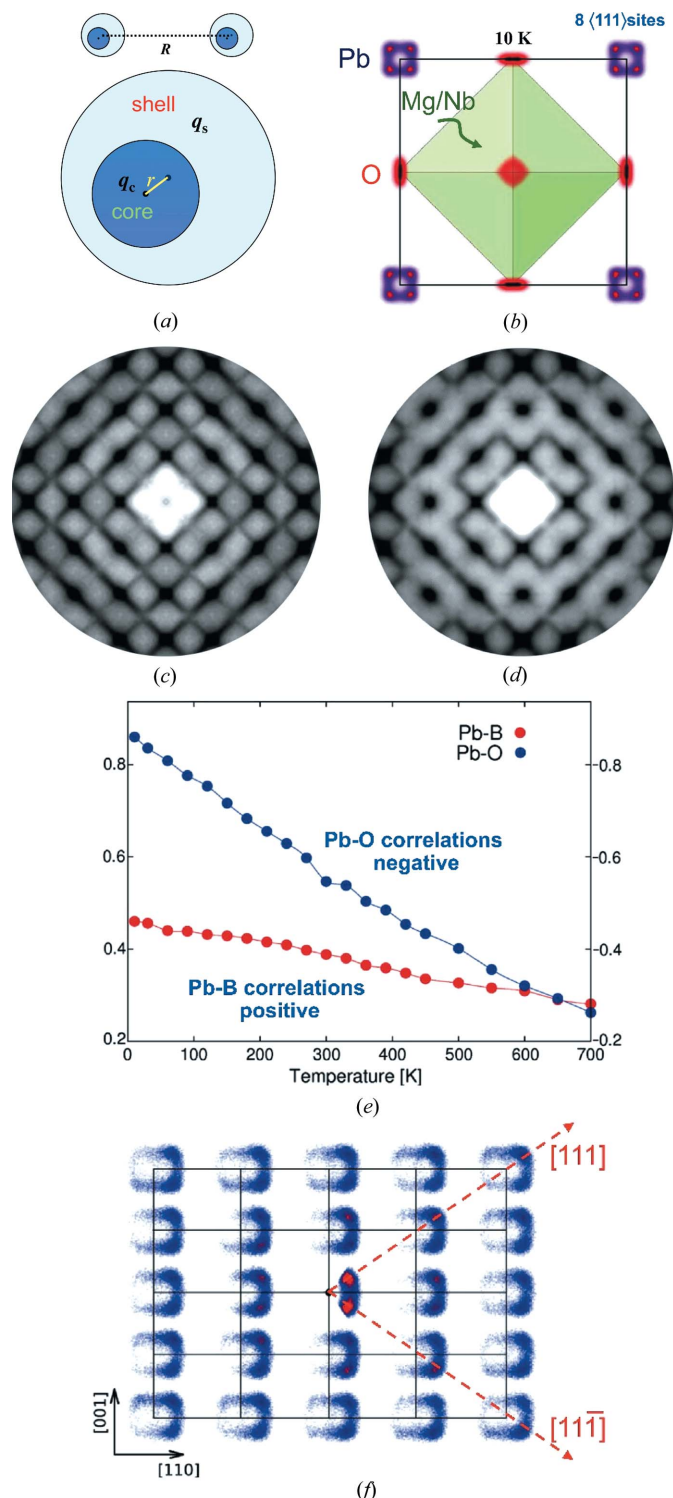 R
shell
qs
qc
r
core
(a)
8 ⟨111⟩sites
10 K
Pb
Mg/Nb
O
(b)
(c)
(d)
Pb-B
Pb-O
0.8
-0.8
Pb-O correlations
negative
0.6
-0.6
0.4
-0.4
Pb-B correlations
positive
0.2
-0.2
0 100 200 300 400 500 600 700
Temperature [K]
(e)
[111]
[001]
[110]
[111̅]
(f)